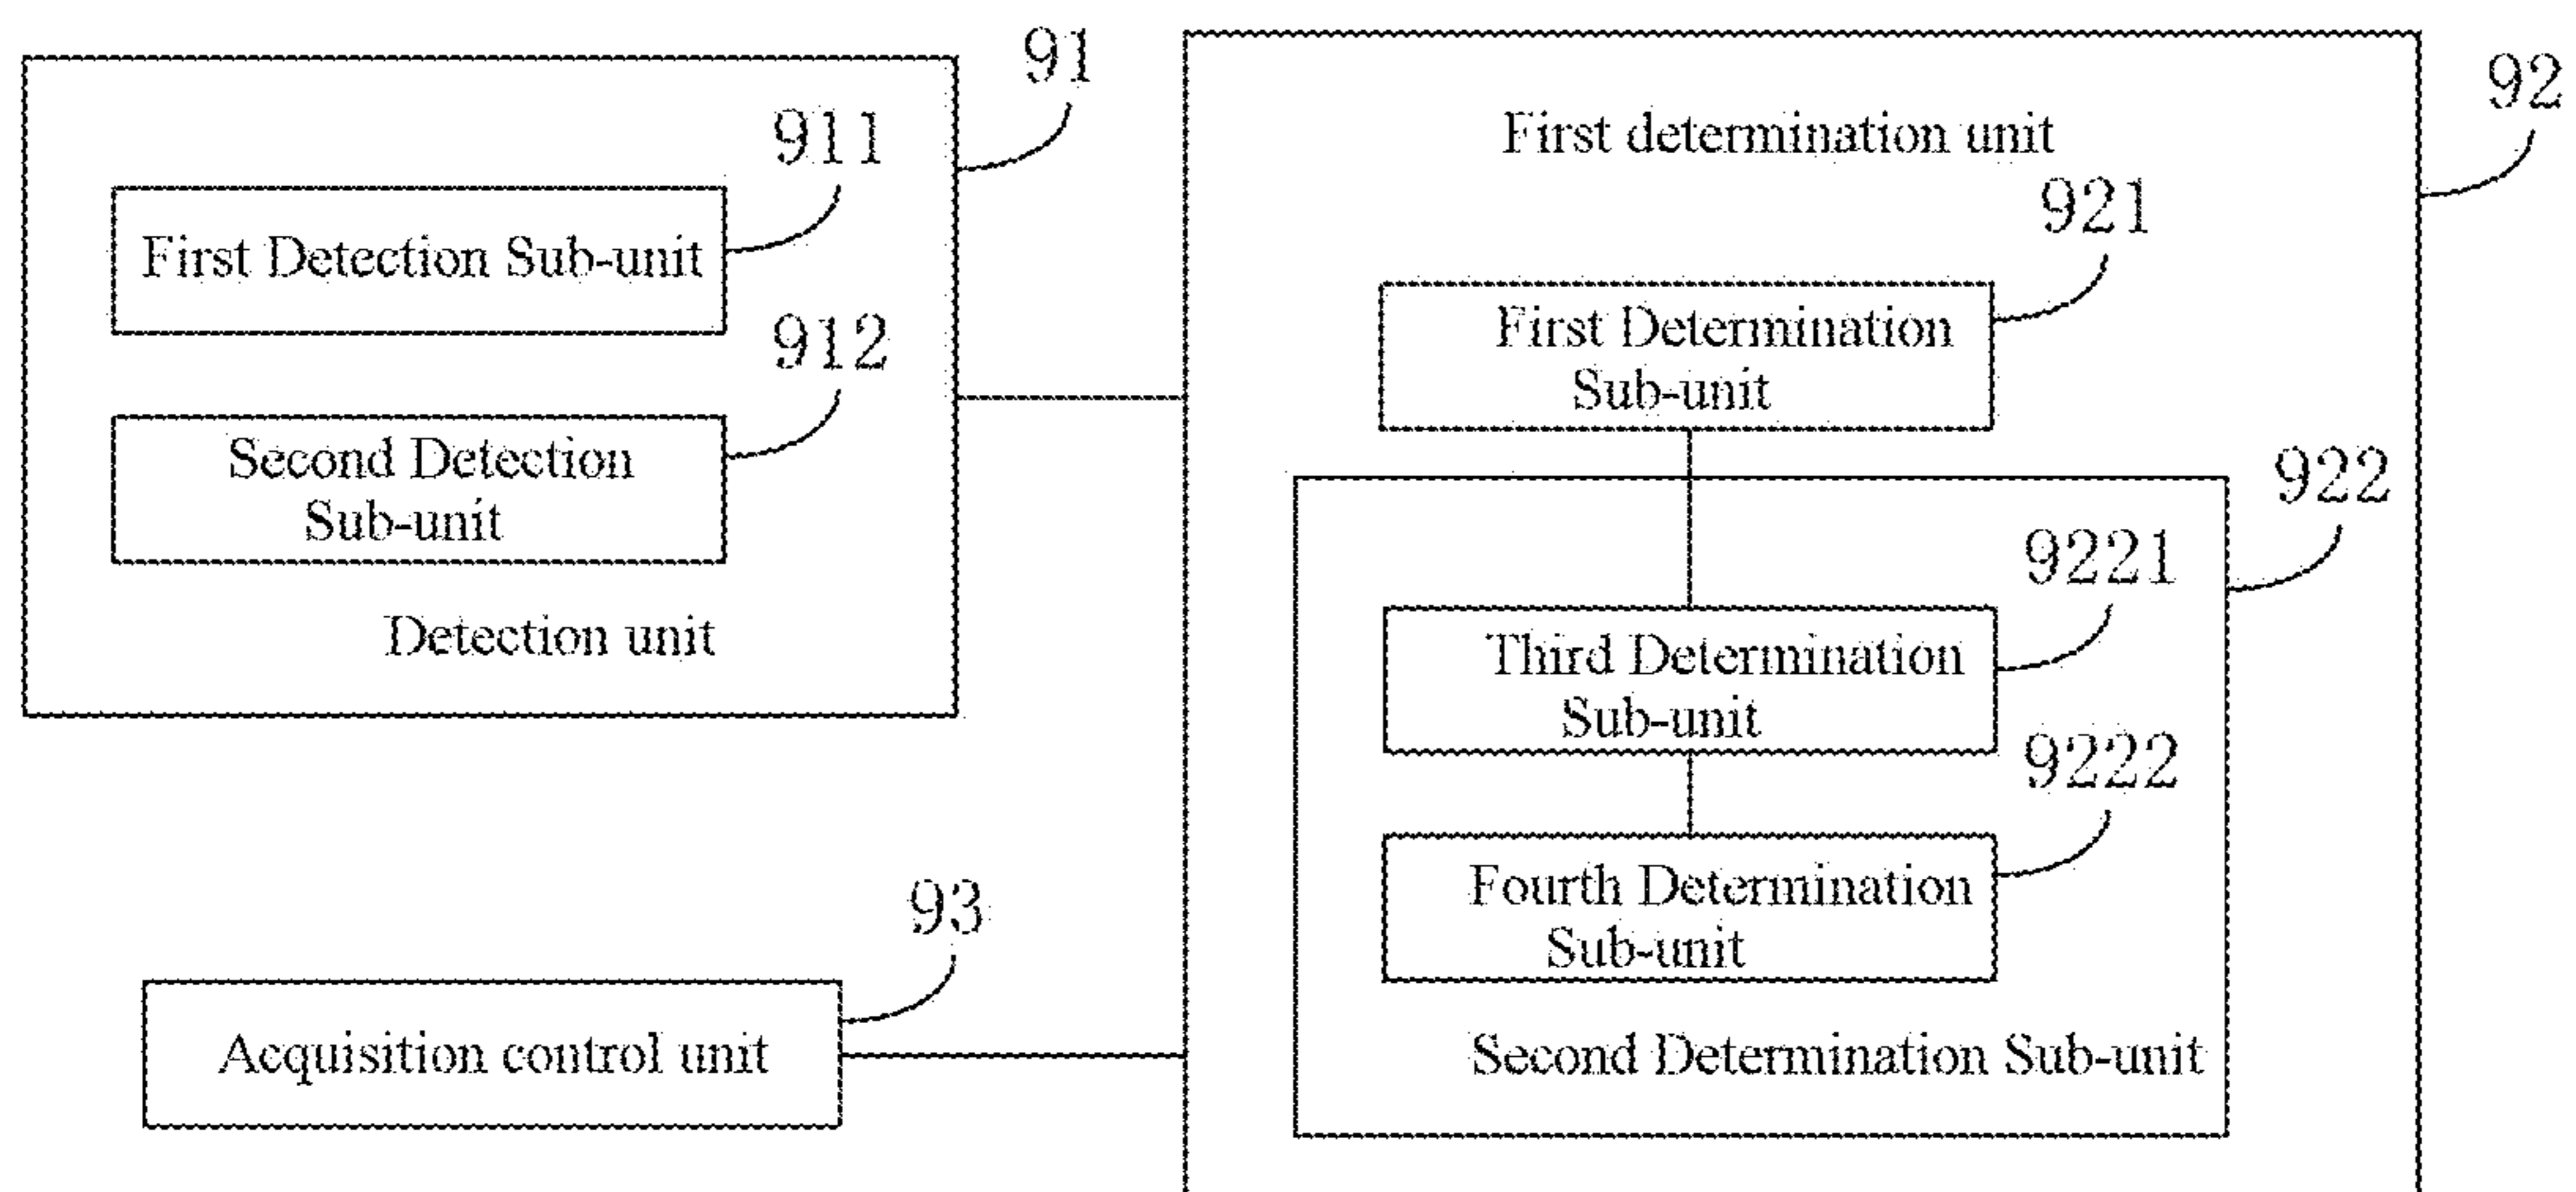 91
911
First Detection Sub-unit
912
Second Detection
Sub-unit
Detection unit
92
First determination unit
921
First Determination
Sub-unit
922
9221
Third Determination
Sub-unit
9222
Fourth Determination
Sub-unit
Second Determination Sub-unit
93
Acquisition control unit